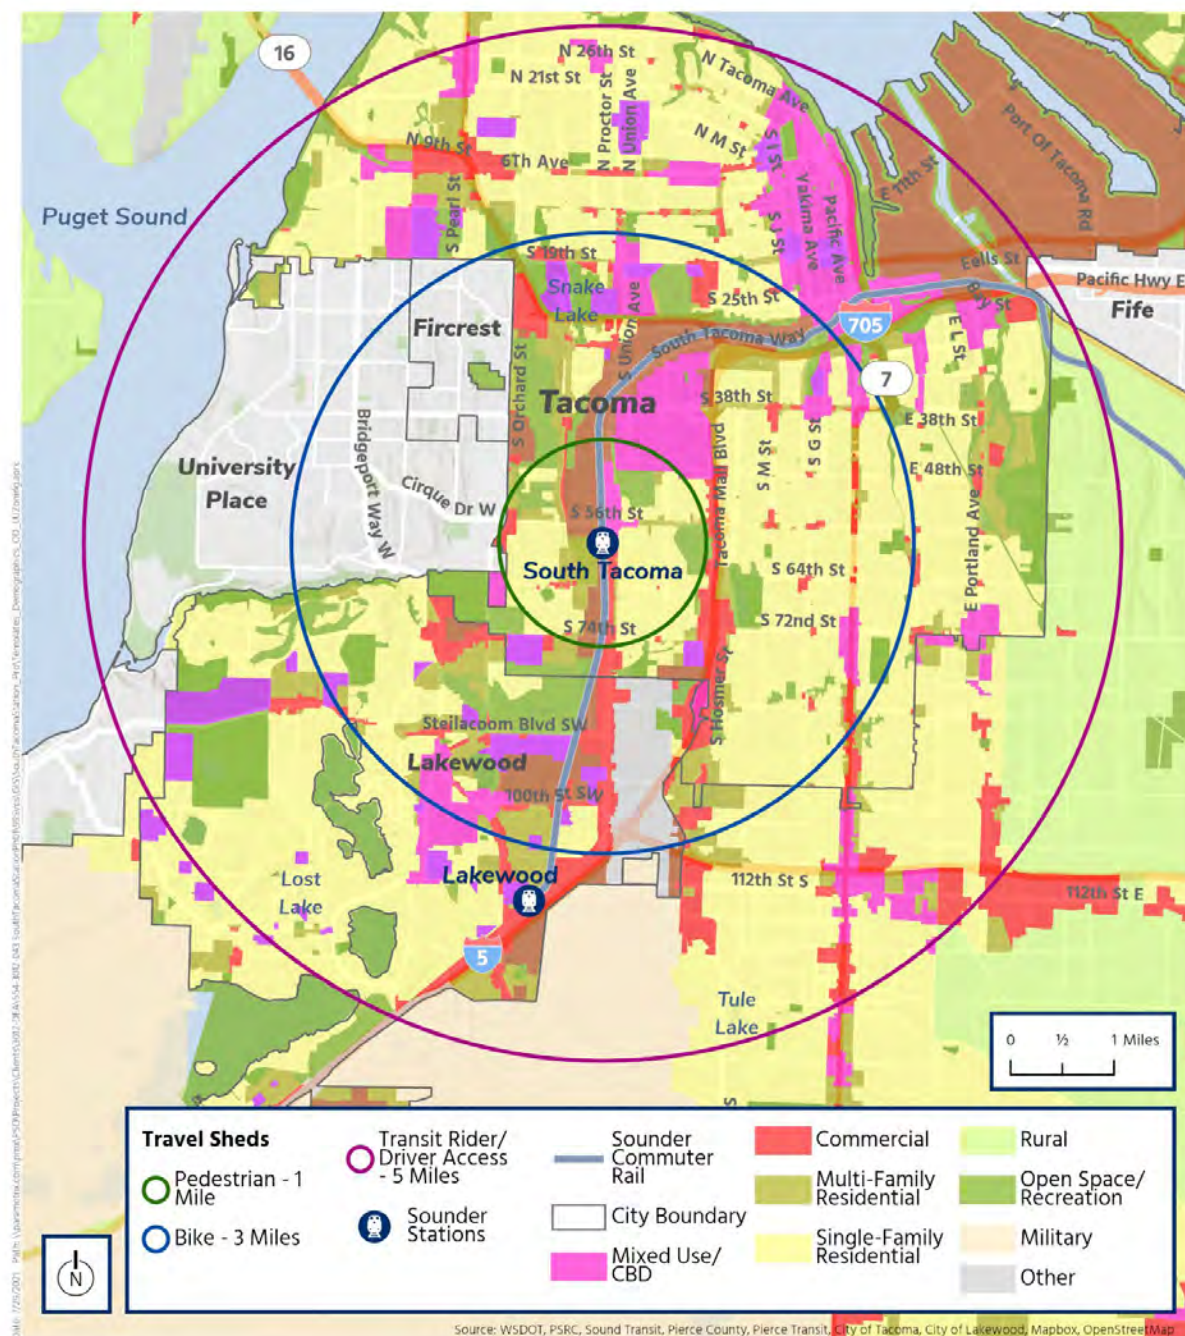 16
N 26th St
N 21st St
N Tacoma Ave
N Proctor St
N Union Ave
N M St
N 9th St
6Th Ave
S I St
Port Of Tacoma Rd
E 11th St
Puget Sound
S Pearl St
Yakima Ave
Pacific Ave
S J St
S 19th St
Eells St
Pacific Hwy E
Snake
Lake
S 25th St
Bay St
Fife
Fircrest
S Union Ave
South Tacoma Way
705
E L St
S Orchard St
Tacoma
S 38th St
7
E 38th St
University
Place
Bridgeport Way W
Cirque Dr W
S M St
S G St
E 48th St
Tacoma Mall Blvd
S 56th St
South Tacoma
S 64th St
E Portland Ave
S 74th St
S 72nd St
S Hosmer St
Steilacoom Blvd SW
Lakewood
100th St SW
Lakewood
Lost
Lake
112th St S
112th St E
5
Tule
Lake
S
0 ½ 1 Miles
Travel Sheds
Pedestrian - 1
Mile
Bike - 3 Miles
Transit Rider/
Driver Access
- 5 Miles
Sounder
Stations
Sounder
Commuter
Rail
City Boundary
Mixed Use/
CBD
Commercial
Multi-Family
Residential
Single-Family
Residential
Rural
Open Space/
Recreation
Military
Other
N
Source: WSDOT, PSRC, Sound Transit, Pierce County, Pierce Transit, City of Tacoma, City of Lakewood, Mapbox, OpenStreetMap